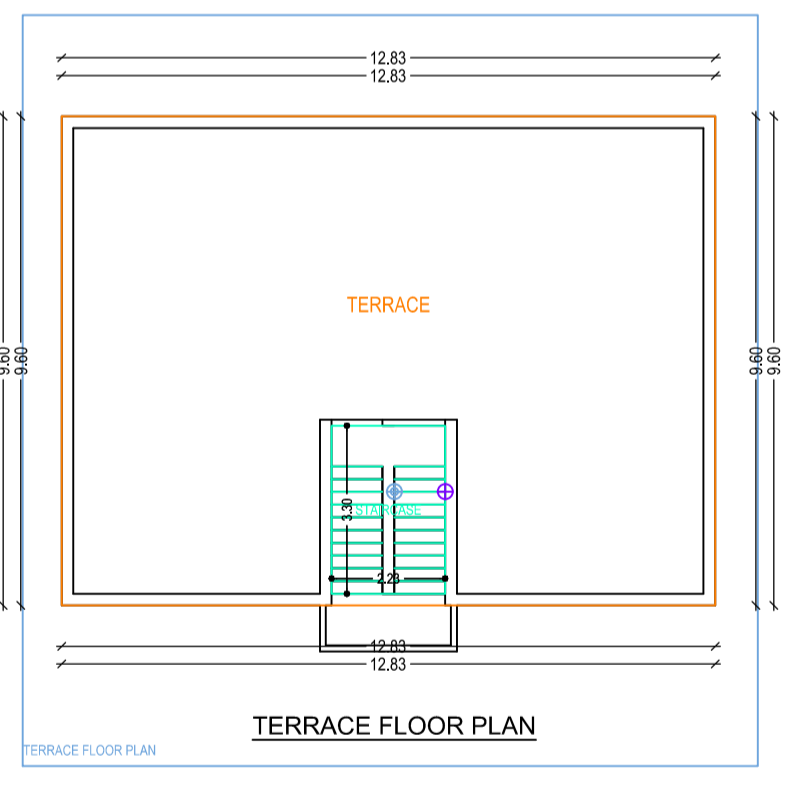 12.83
12.83
TERRACE
9.60
9.60
9.60
9.60
3.30
STAIRCASE
2.23
12.83
12.83
TERRACE FLOOR PLAN
TERRACE FLOOR PLAN